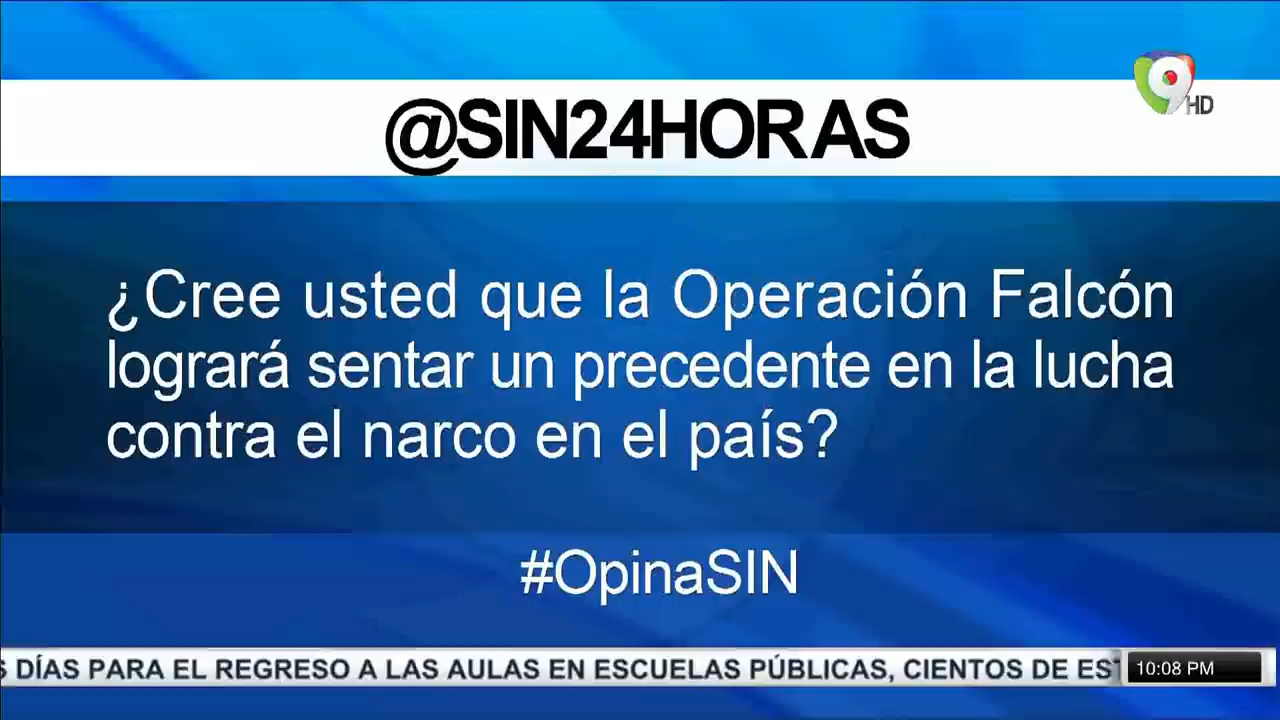 9
HD
@SIN24HORAS
¿Cree usted que la Operación Falcón
logrará sentar un precedente en la lucha
contra el narco en el país?
#OpinaSIN
DÍAS PARA EL REGRESO A LAS AULAS EN ESCUELAS PÚBLICAS, CIENTOS DE
10:08 PM